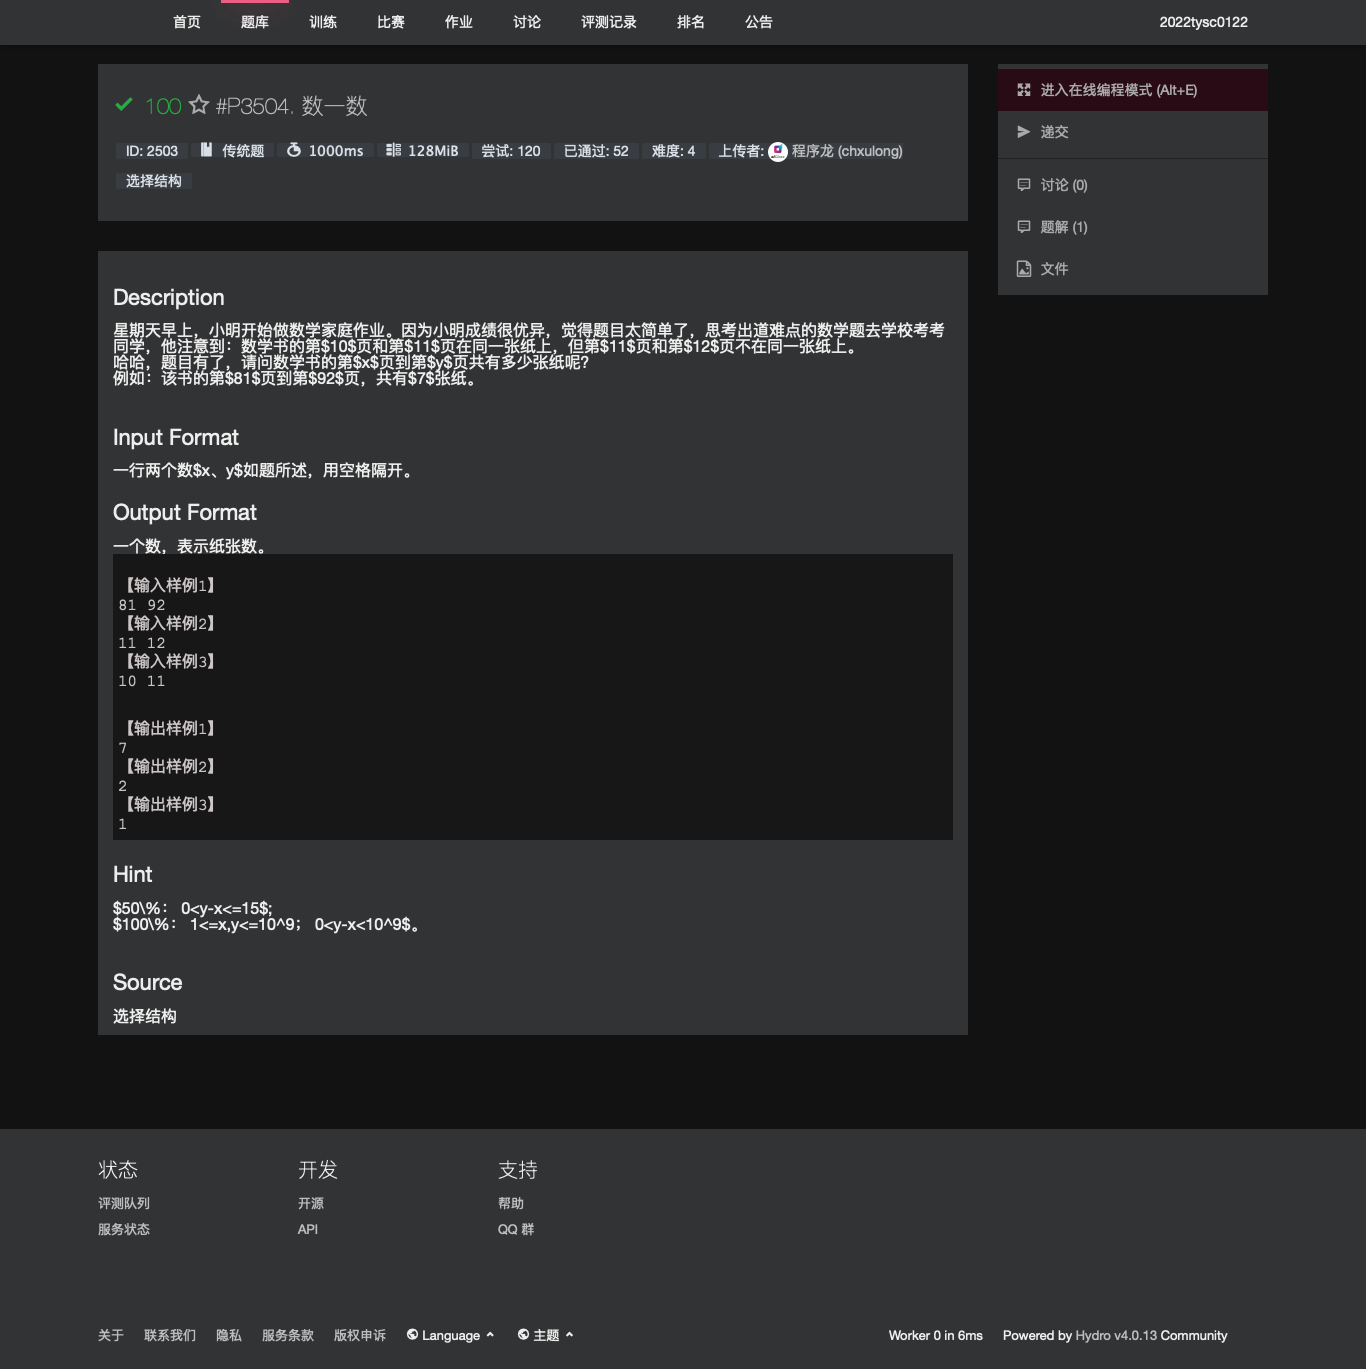 首页 题库 训练 比赛 作业 讨论 评测记录 排名 公告 2022tysc0122
100 #P3504. 数一数
ID: 2503 传统题 1000ms 128MiB 尝试: 120 已通过: 52 难度: 4 上传者: 程序龙 (chxulong)
选择结构
进入在线编程模式 (Alt+E)
递交
讨论 (0)
题解 (1)
文件
Description
星期天早上，小明开始做数学家庭作业。因为小明成绩很优异，觉得题目太简单了，思考出道难点的数学题去学校考考
同学，他注意到：数学书的第$10$页和第$11$页在同一张纸上，但第$11$页和第$12$页不在同一张纸上。
哈哈，题目有了，请问数学书的第$x$页到第$y$页共有多少张纸呢?
例如：该书的第$81$页到第$92$页，共有$7$张纸。
Input Format
一行两个数$x、y$如题所述，用空格隔开。
Output Format
一个数，表示纸张数。
【输入样例1】
81 92
【输入样例2】
11 12
【输入样例3】
10 11
【输出样例1】
7
【输出样例2】
2
【输出样例3】
1
Hint
$50\%： 0<y-x<=15$;
$100\%： 1<=x,y<=10^9； 0<y-x<10^9$。
Source
选择结构
状态 开发 支持
评测队列 开源 帮助
服务状态 API QQ 群
关于 联系我们 隐私 服务条款 版权申诉 Language 主题 Worker 0 in 6ms Powered by Hydro v4.0.13 Community